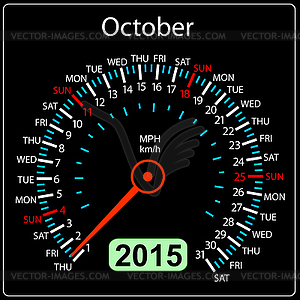 VECTOR-IMAGES.COM
October
THU
1
FRI
2
SAT
3
SUN
4
MON
5
TUE
6
WED
7
THU
8
FRI
9
SAT
10
SUN
11
MON
12
TUE
13
WED
14
THU
15
FRI
16
SAT
17
SUN
18
MON
19
TUE
20
WED
21
THU
22
FRI
23
SAT
24
SUN
25
MON
26
TUE
27
WED
28
THU
29
FRI
30
SAT
31
MPH
km/h
2015
VECTOR-IMAGES.COM